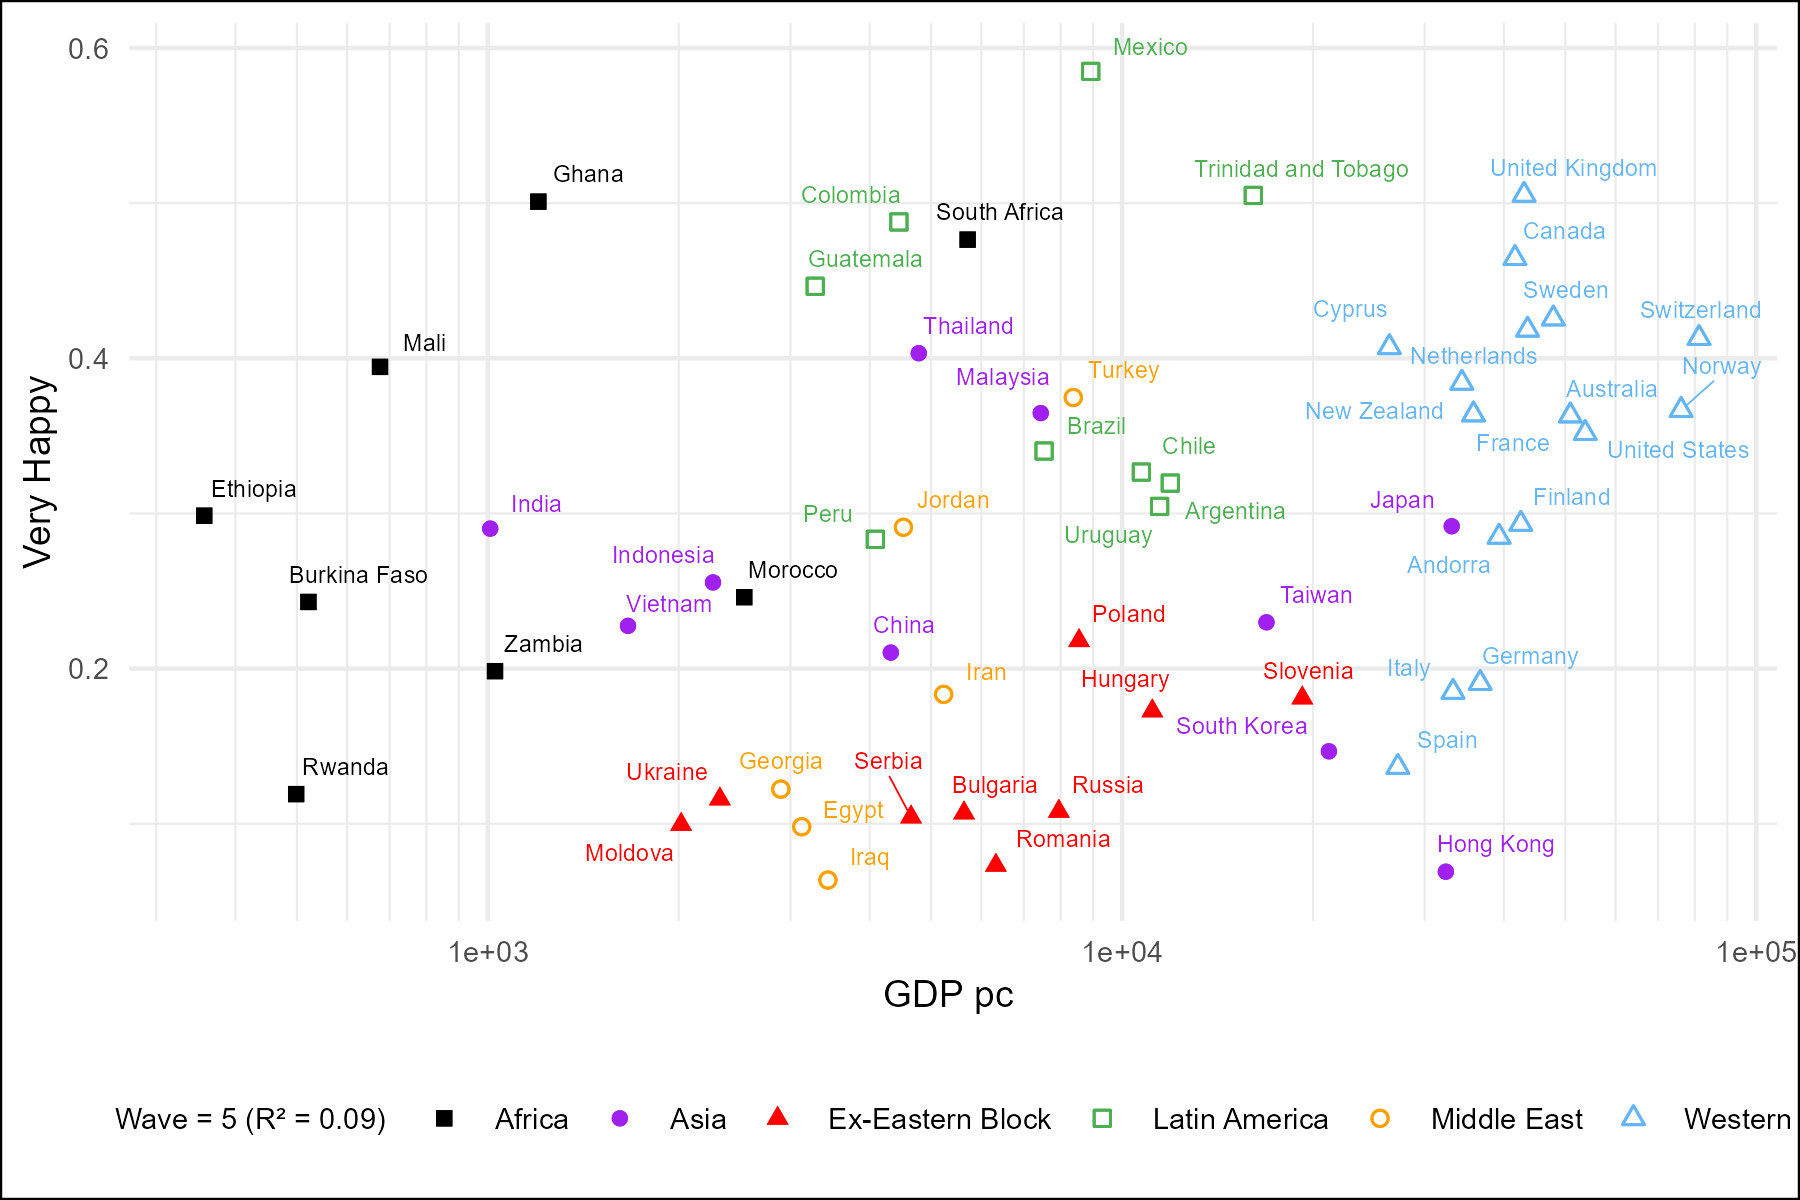 0.6
0.4
0.2
Very Happy
Mexico
Ghana
Trinidad and Tobago
United Kingdom
Colombia
South Africa
Canada
Guatemala
Sweden
Cyprus
Switzerland
Thailand
Mali
Netherlands
Norway
Malaysia
Turkey
Australia
New Zealand
Brazil
France
United States
Chile
Ethiopia
India
Peru
Jordan
Argentina
Japan
Finland
Uruguay
Indonesia
Morocco
Andorra
Burkina Faso
Vietnam
Taiwan
Poland
China
Zambia
Iran
Hungary
Slovenia
Italy
Germany
South Korea
Spain
Rwanda
Ukraine
Georgia
Serbia
Bulgaria
Russia
Egypt
Romania
Moldova
Iraq
Hong Kong
1e+03 1e+04 1e+05
GDP pc
Wave = 5 (R² = 0.09) Africa Asia Ex-Eastern Block Latin America Middle East Western